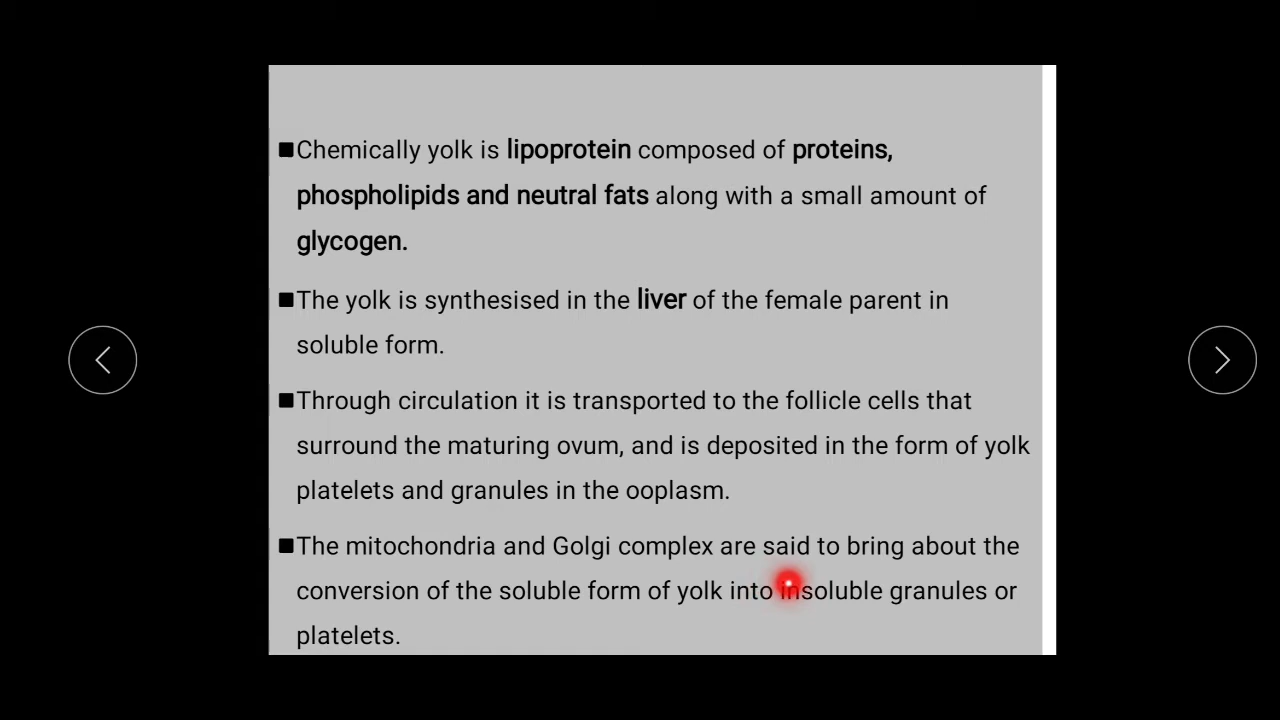 ■Chemically yolk is lipoprotein composed of proteins,
phospholipids and neutral fats along with a small amount of
glycogen.
■The yolk is synthesised in the liver of the female parent in
soluble form.
■Through circulation it is transported to the follicle cells that
surround the maturing ovum, and is deposited in the form of yolk
platelets and granules in the ooplasm.
■The mitochondria and Golgi complex are said to bring about the
conversion of the soluble form of yolk into insoluble granules or
platelets.